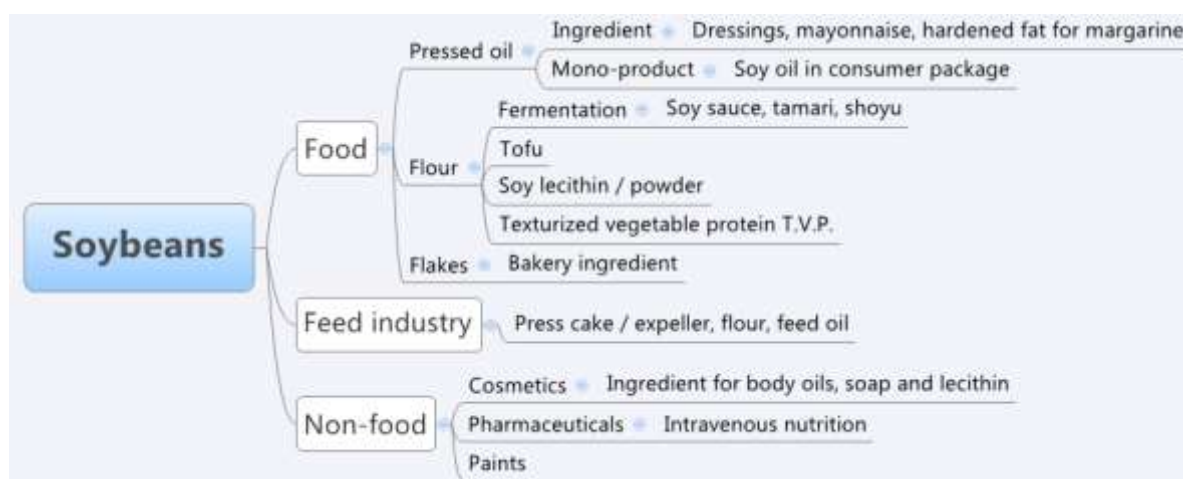 Soybeans
Food
Pressed oil
Ingredient
Dressings, mayonnaise, hardened fat for margarine
Mono-product
Soy oil in consumer package
Flour
Fermentation
Soy sauce, tamari, shoyu
Tofu
Soy lecithin / powder
Texturized vegetable protein T.V.P.
Flakes
Bakery ingredient
Feed industry
Press cake / expeller, flour, feed oil
Non-food
Cosmetics
Ingredient for body oils, soap and lecithin
Pharmaceuticals
Intravenous nutrition
Paints